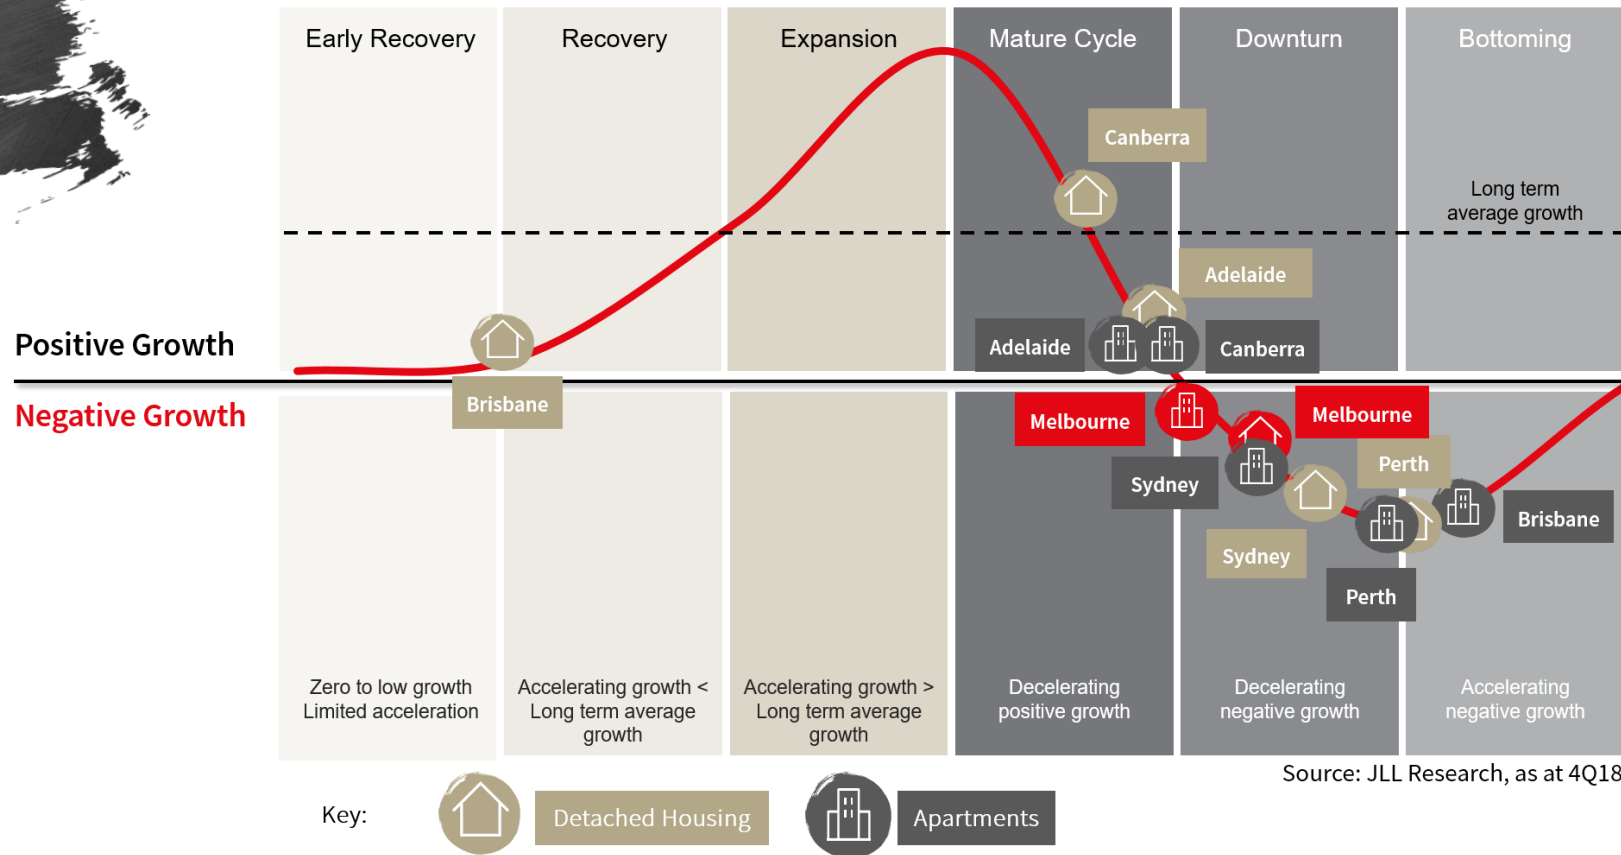 Early Recovery
Recovery
Expansion
Mature Cycle
Downturn
Bottoming
Canberra
Long term
average growth
Adelaide
Positive Growth
Adelaide
Canberra
Negative Growth
Brisbane
Melbourne
Melbourne
Perth
Sydney
Brisbane
Sydney
Perth
Zero to low growth
Limited acceleration
Accelerating growth <
Long term average
growth
Accelerating growth >
Long term average
growth
Decelerating
positive growth
Decelerating
negative growth
Accelerating
negative growth
Source: JLL Research, as at 4Q18
Key:
Detached Housing
Apartments